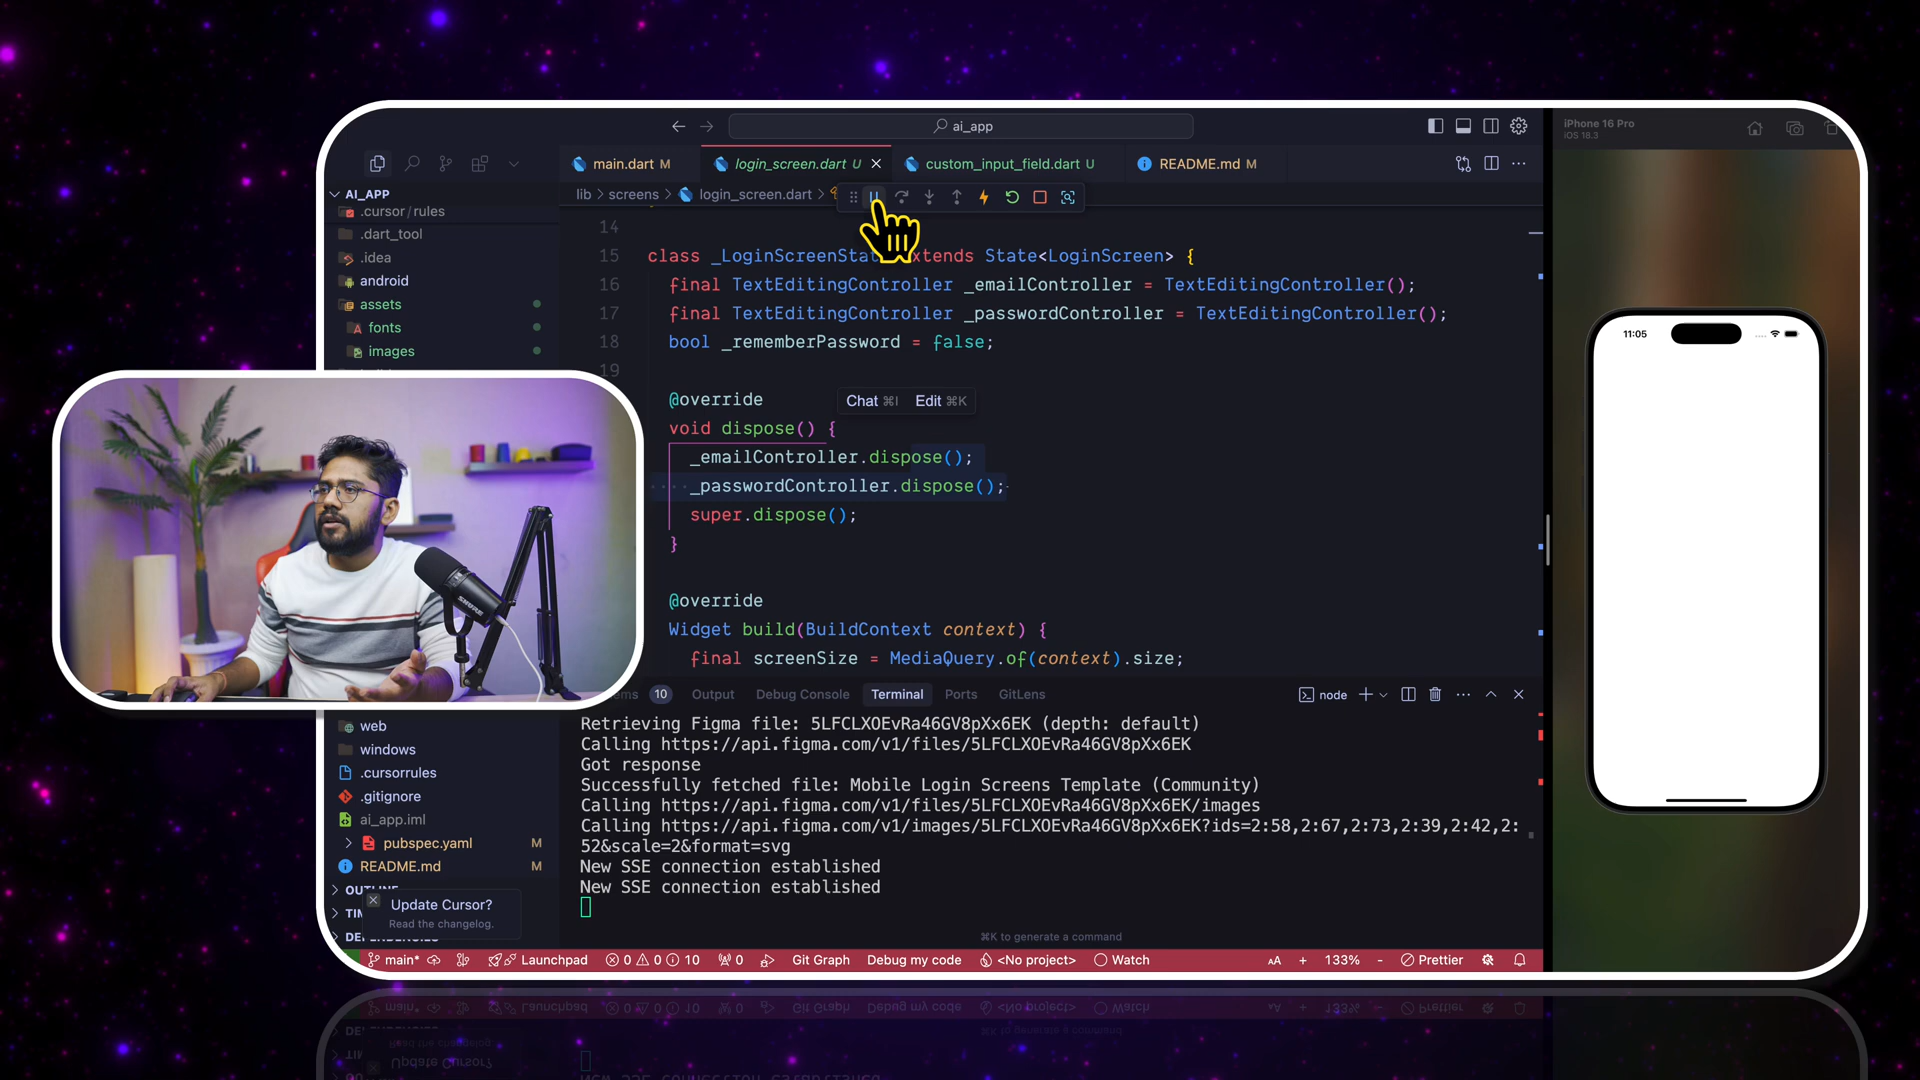 ai_app
iPhone 16 Pro
iOS 18.3
main.dart M
login_screen.dart U
custom_input_field.dart U
README.md M
AI_APP
lib > screens > login_screen.dart >
.cursor / rules
.dart_tool
.idea
android
assets
fonts
images
14
15 class _LoginScreenStat xtends State<LoginScreen> {
16 final TextEditingController _emailController = TextEditingController();
17 final TextEditingController _passwordController = TextEditingController();
18 bool _rememberPassword = false;
19
@override
Chat ⌘I Edit ⌘K
void dispose() {
_emailController.dispose();
_passwordController.dispose();
super.dispose();
}
@override
Widget build(BuildContext context) {
final screenSize = MediaQuery.of(context).size;
11:05
SHURE
ems 10 Output Debug Console Terminal Ports GitLens
node
web
windows
.cursorrules
.gitignore
ai_app.iml
pubspec.yaml M
README.md M
OUTLINE
TIM
DEPENDENCIES
Update Cursor?
Read the changelog.
Retrieving Figma file: 5LFCLXOEvRa46GV8pXx6EK (depth: default)
Calling https://api.figma.com/v1/files/5LFCLXOEvRa46GV8pXx6EK
Got response
Successfully fetched file: Mobile Login Screens Template (Community)
Calling https://api.figma.com/v1/files/5LFCLXOEvRa46GV8pXx6EK/images
Calling https://api.figma.com/v1/images/5LFCLXOEvRa46GV8pXx6EK?ids=2:58,2:67,2:73,2:39,2:42,2:
52&scale=2&format=svg
New SSE connection established
New SSE connection established
⌘K to generate a command
main* Launchpad 0 0 10 0 Git Graph Debug my code <No project> Watch AA + 133% - Prettier